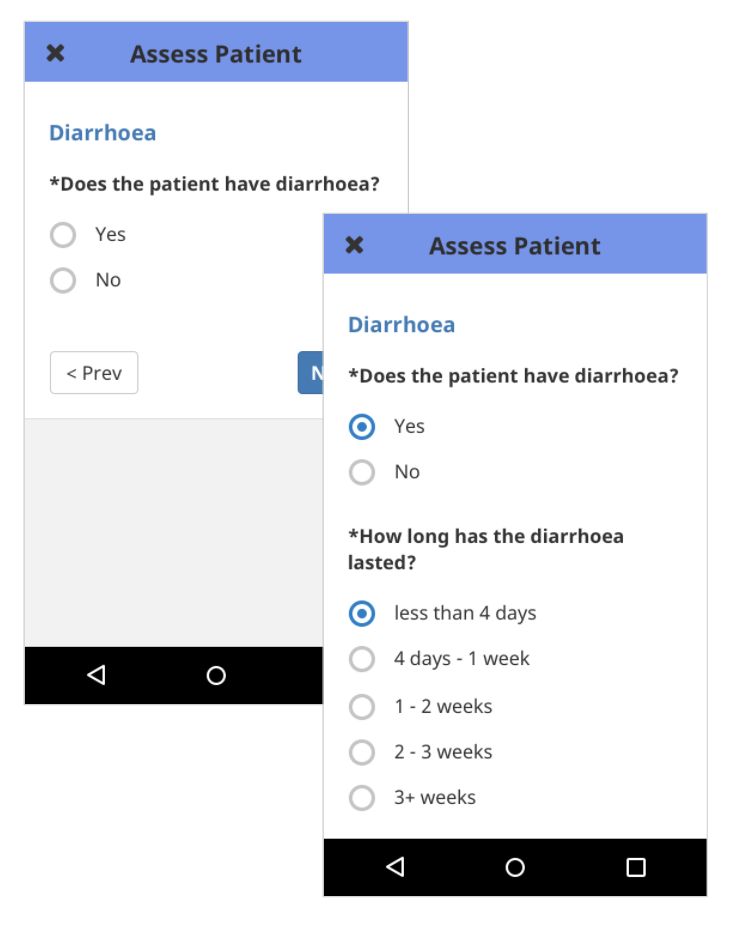 Assess Patient
Diarrhoea
*Does the patient have diarrhoea?
Yes
No
< Prev
Assess Patient
Diarrhoea
*Does the patient have diarrhoea?
Yes
No
*How long has the diarrhoea
lasted?
less than 4 days
4 days - 1 week
1 - 2 weeks
2 - 3 weeks
3+ weeks